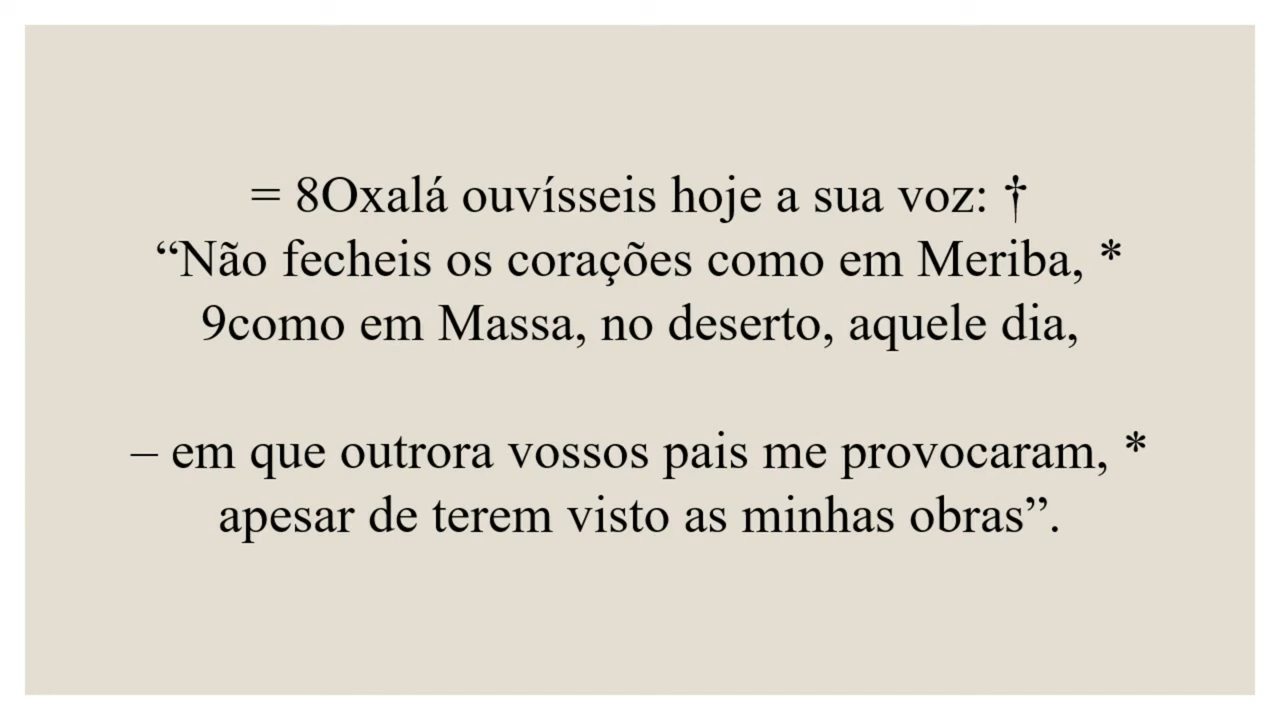 = 8Oxalá ouvísseis hoje a sua voz: †
“Não fecheis os corações como em Meriba, *
9como em Massa, no deserto, aquele dia,
– em que outrora vossos pais me provocaram, *
apesar de terem visto as minhas obras”.